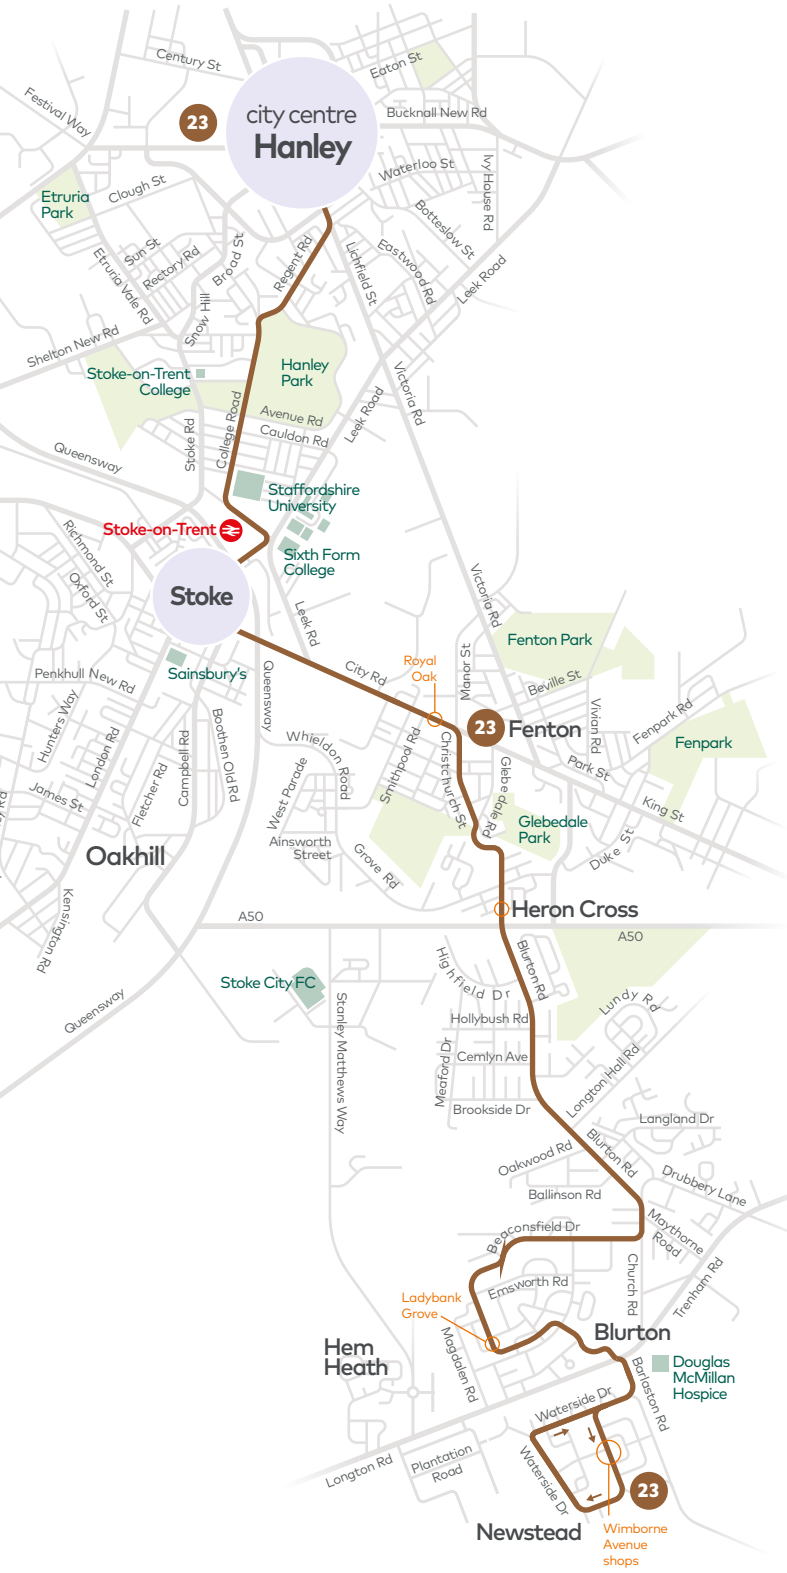 Century St
Eaton St
Festival Way
23
city centre
Hanley
Bucknall New Rd
Waterloo St
Ivy House Rd
Clough St
Etruria
Park
Botteslow St
Sun St
Rectory Rd
Broad St
Regent Rd
Lichfield St
Eastwood Rd
Leek Road
Etruria Vale Rd
Snow Hill
Shelton New Rd
Stoke-on-Trent
College
Hanley
Park
Victoria Rd
Avenue Rd
Cauldon Rd
Leek Road
College Road
Stoke Rd
Queensway
Staffordshire
University
Stoke-on-Trent
Richmond St
Sixth Form
College
Oxford St
Stoke
Victoria Rd
Leek Rd
Fenton Park
Royal
Oak
Manor St
City Rd
Sainsbury's
Penkhull New Rd
Queensway
Beville St
Vivian Rd
Fenpark Rd
Hunters Way
London Rd
Campbell Rd
Boothen Old Rd
Whieldon Road
Smithpool Rd
Christchurch St
23
Fenton
Fenpark
Glebedale Rd
Park St
King St
James St
Fletcher Rd
West Parade
Glebedale
Park
Duke St
Oakhill
Ainsworth
Street
Grove Rd
Kensington Rd
A50
Heron Cross
A50
Highfield Dr
Blurton Rd
Stoke City FC
Queensway
Stanley Matthews Way
Lundy Rd
Hollybush Rd
Meaford Dr
Cemlyn Ave
Longton Hall Rd
Brookside Dr
Langland Dr
Oakwood Rd
Blurton Rd
Drubbery Lane
Ballinson Rd
Beaconsfield Dr
Maythorne
Road
Church Rd
Trenham Rd
Emsworth Rd
Ladybank
Grove
Magdalen Rd
Blurton
Hem
Heath
Douglas
McMillan
Hospice
Barlaston Rd
Waterside Dr
Longton Rd
Plantation
Road
Waterside Dr
23
Newstead
Wimborne
Avenue
shops